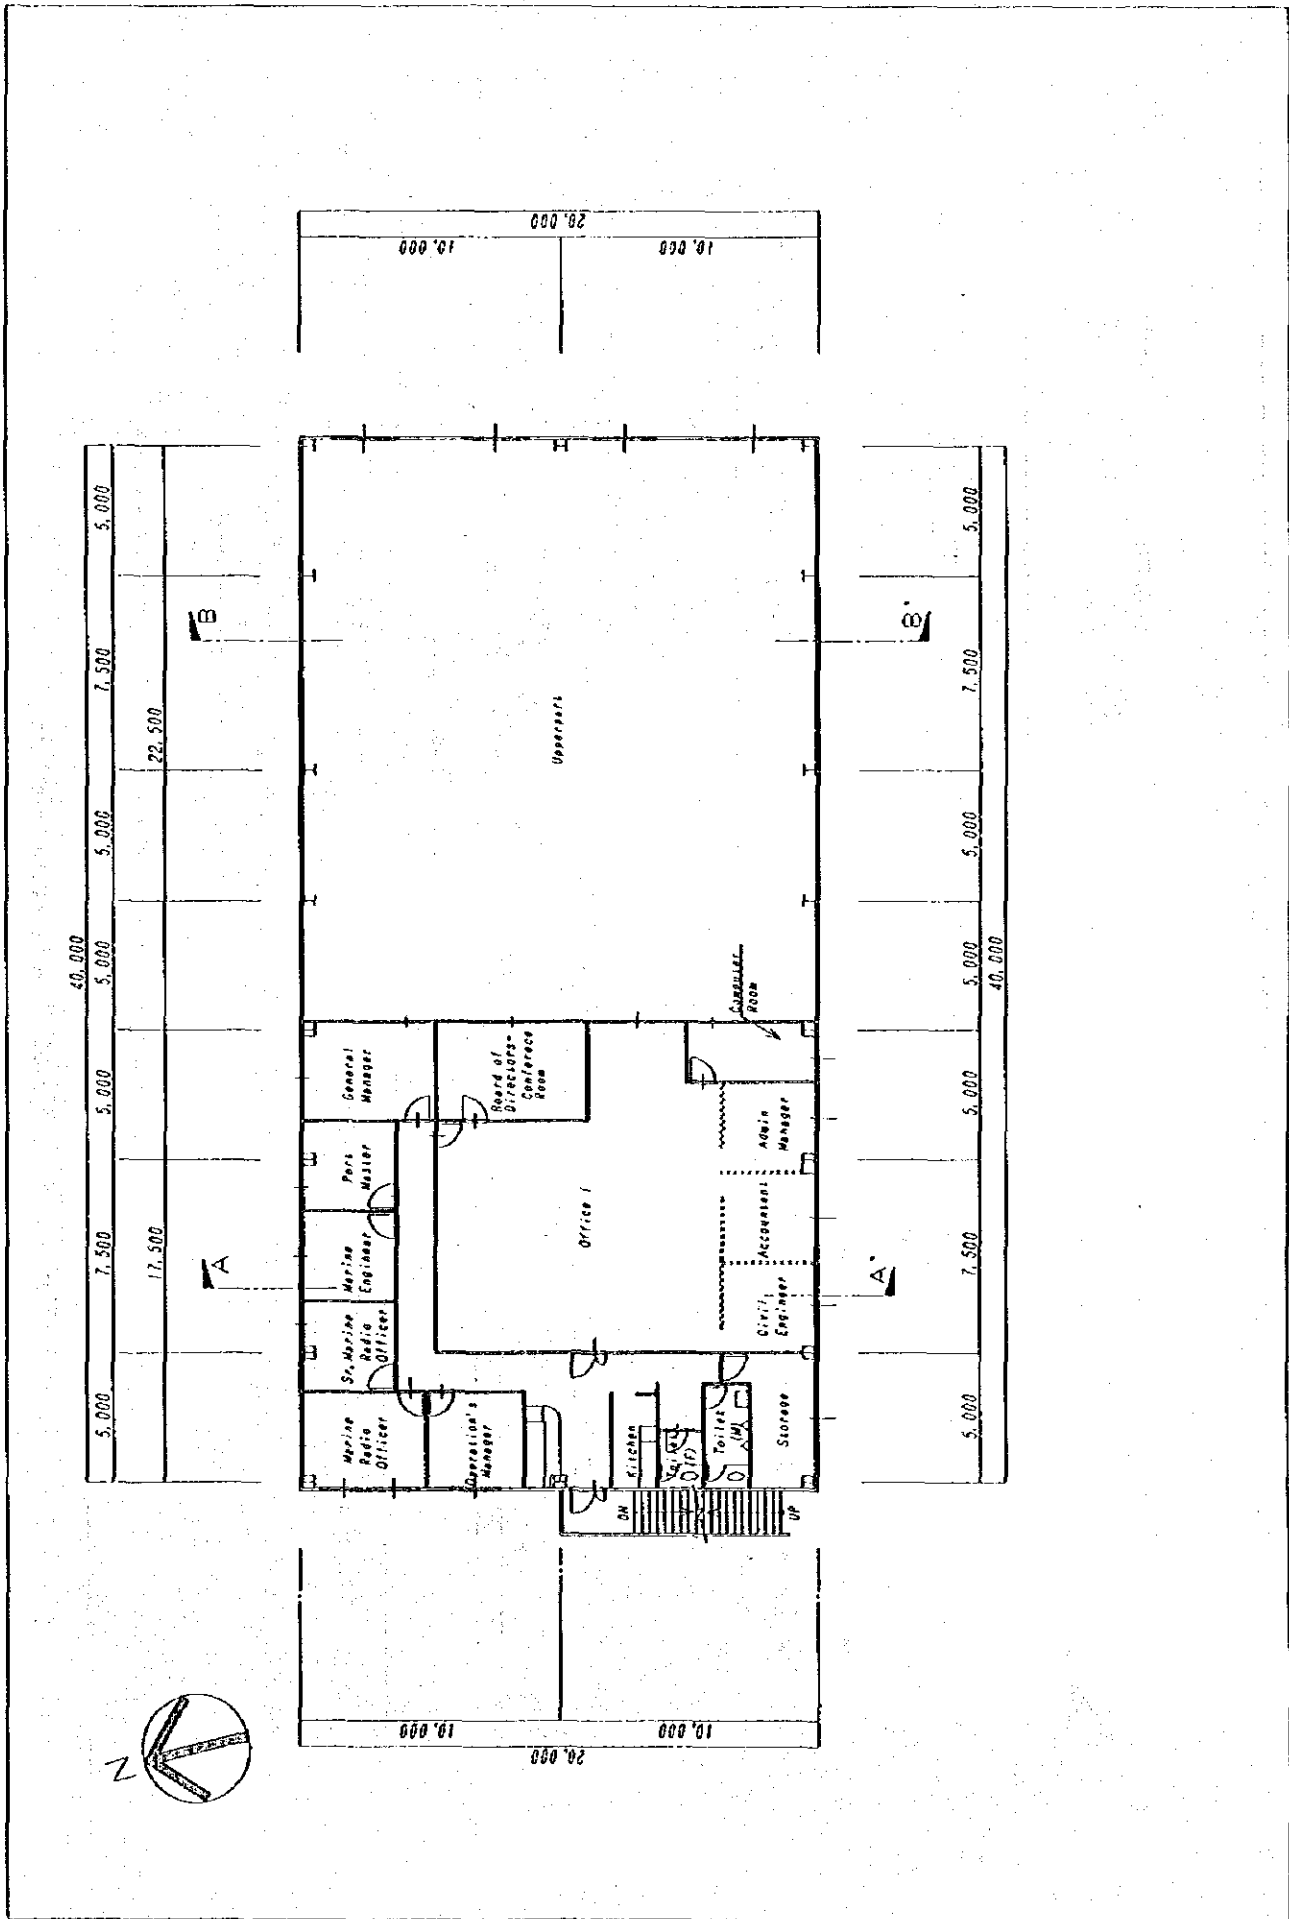 40,000
5,000
7,500
5,000
5,000
5,000
7,500
5,000
17,500
22,500
N
A
B
20,000
10,000
10,000
20,000
10,000
10,000
Marine
Radio
Officer
Sr. Marine
Radio
Officer
Marine
Engineer
Port
Master
General
Manager
Operation's
Manager
Board of
Directors-
Conferece
Room
Office 1
Upperpart
Kitchen
Toilet
(F)
Toilet
(M)
Storage
Civil
Engineer
Accountant
Admin
Manager
Computer
Room
DN
UP
A'
B'
5,000
7,500
5,000
5,000
5,000
7,500
5,000
40,000